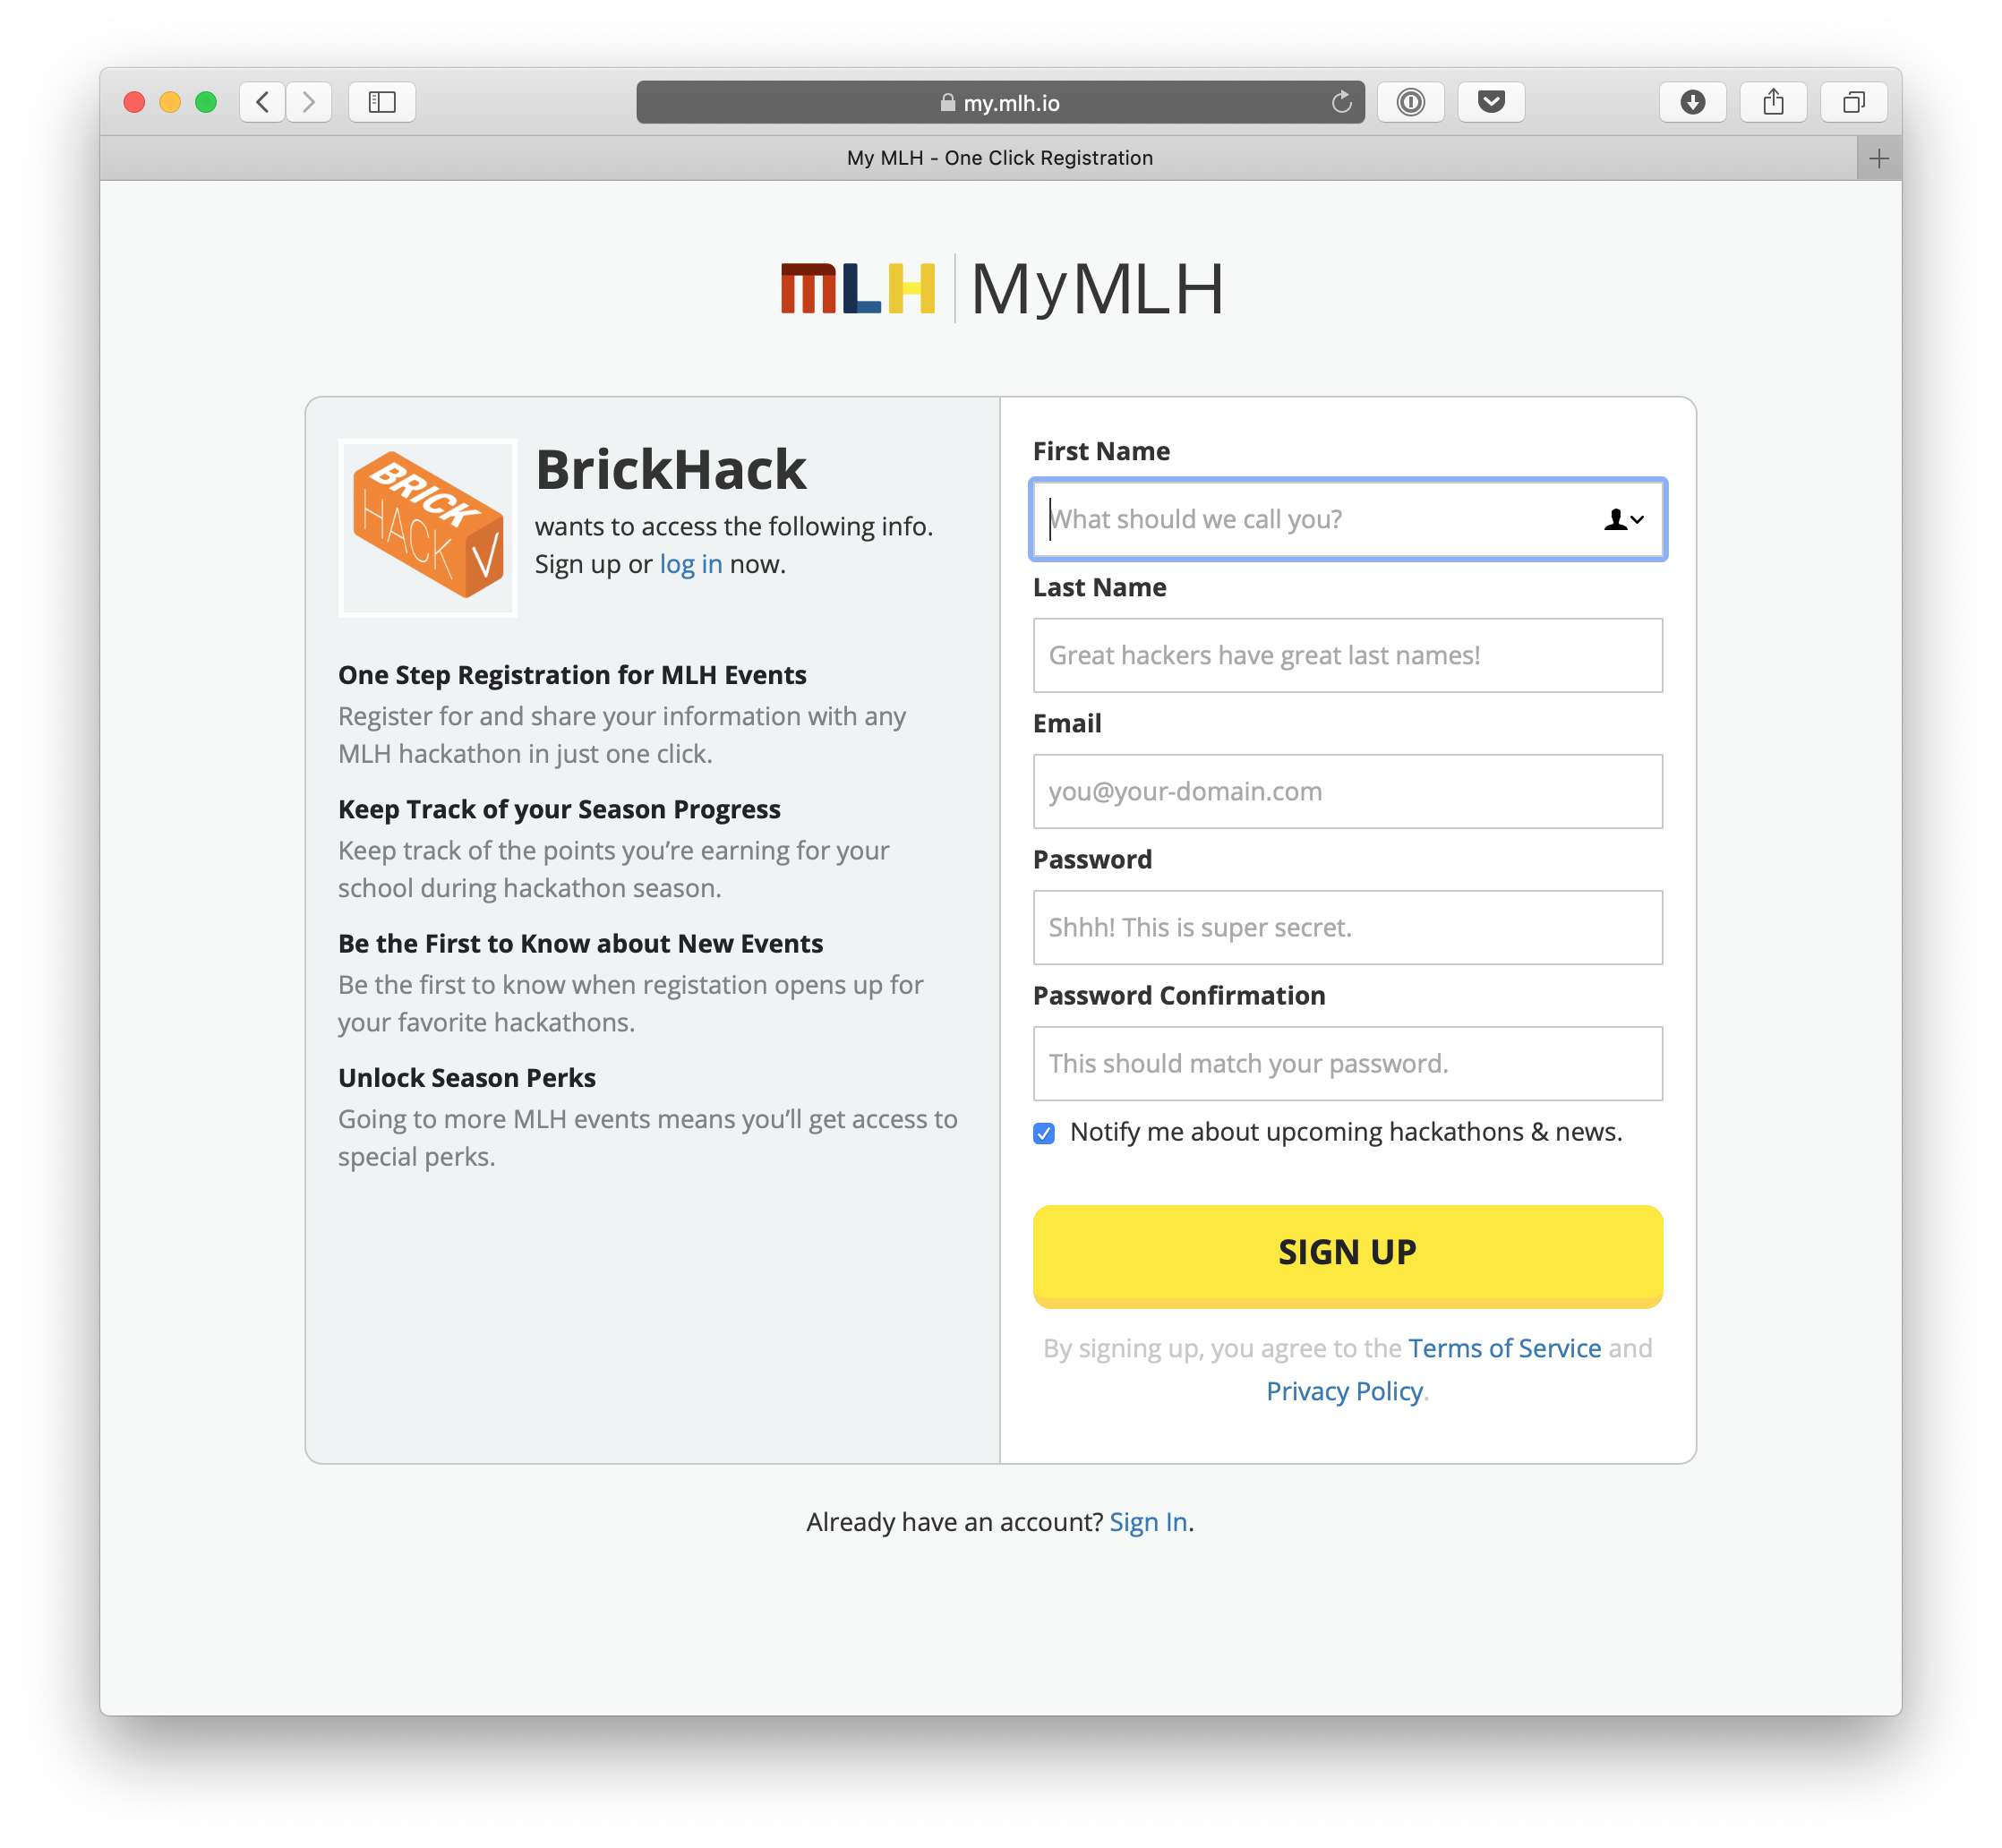 my.mlh.io
My MLH - One Click Registration
MLH MyMLH
BRICK
HACK V
BrickHack
wants to access the following info.
Sign up or log in now.
One Step Registration for MLH Events
Register for and share your information with any
MLH hackathon in just one click.
Keep Track of your Season Progress
Keep track of the points you’re earning for your
school during hackathon season.
Be the First to Know about New Events
Be the first to know when registation opens up for
your favorite hackathons.
Unlock Season Perks
Going to more MLH events means you’ll get access to
special perks.
First Name
What should we call you?
Last Name
Great hackers have great last names!
Email
you@your-domain.com
Password
Shhh! This is super secret.
Password Confirmation
This should match your password.
Notify me about upcoming hackathons & news.
SIGN UP
By signing up, you agree to the Terms of Service and
Privacy Policy.
Already have an account? Sign In.